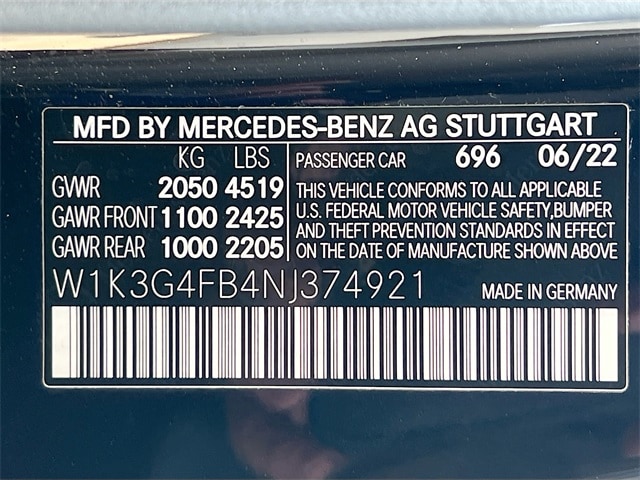 MFD BY MERCEDES-BENZ AG STUTTGART
KG LBS
GWR 2050 4519
GAWR FRONT 1100 2425
GAWR REAR 1000 2205
PASSENGER CAR 696 06/22
THIS VEHICLE CONFORMS TO ALL APPLICABLE
U.S. FEDERAL MOTOR VEHICLE SAFETY,BUMPER
AND THEFT PREVENTION STANDARDS IN EFFECT
ON THE DATE OF MANUFACTURE SHOWN ABOVE
W1K3G4FB4NJ374921 MADE IN GERMANY